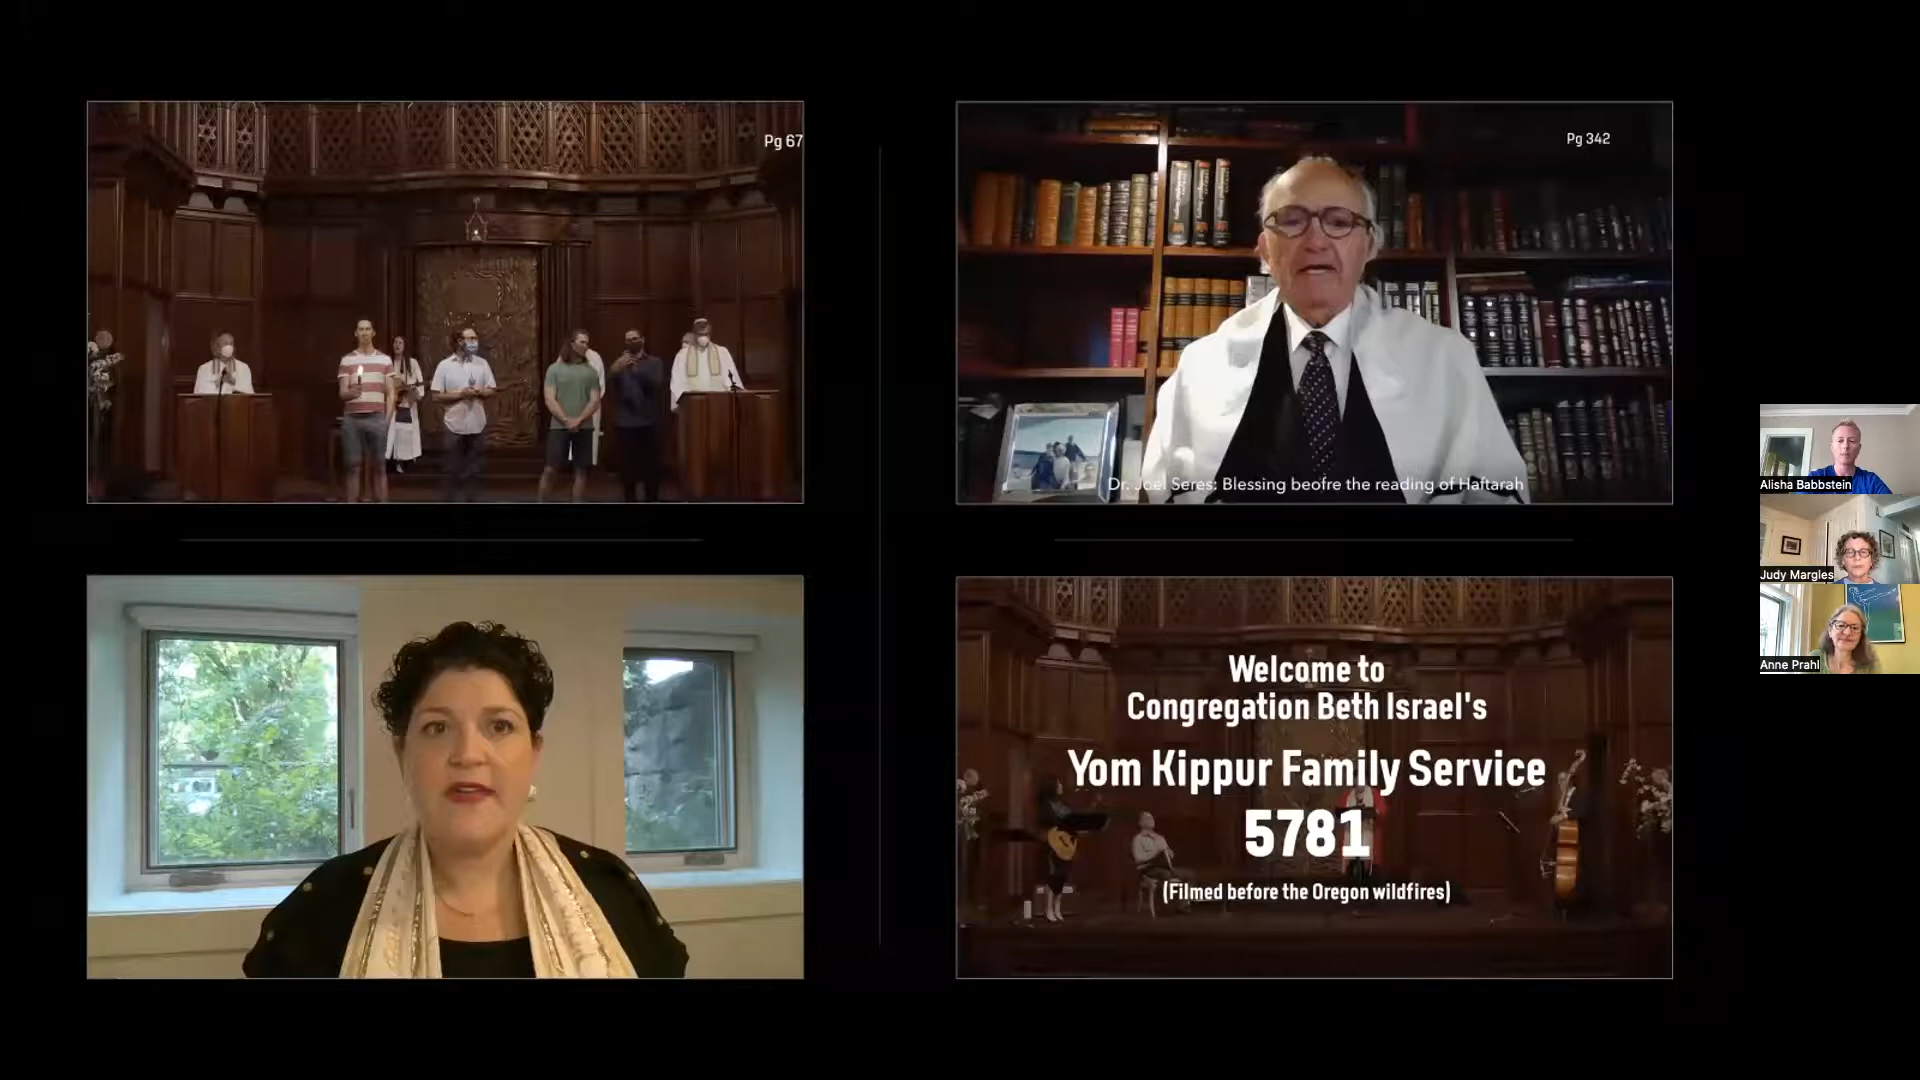 Pg 67
Pg 342
Dr. Joel Seres: Blessing beofre the reading of Haftarah
Welcome to
Congregation Beth Israel's
Yom Kippur Family Service
5781
(Filmed before the Oregon wildfires)
Alisha Babbstein
Judy Margles
Anne Prahl